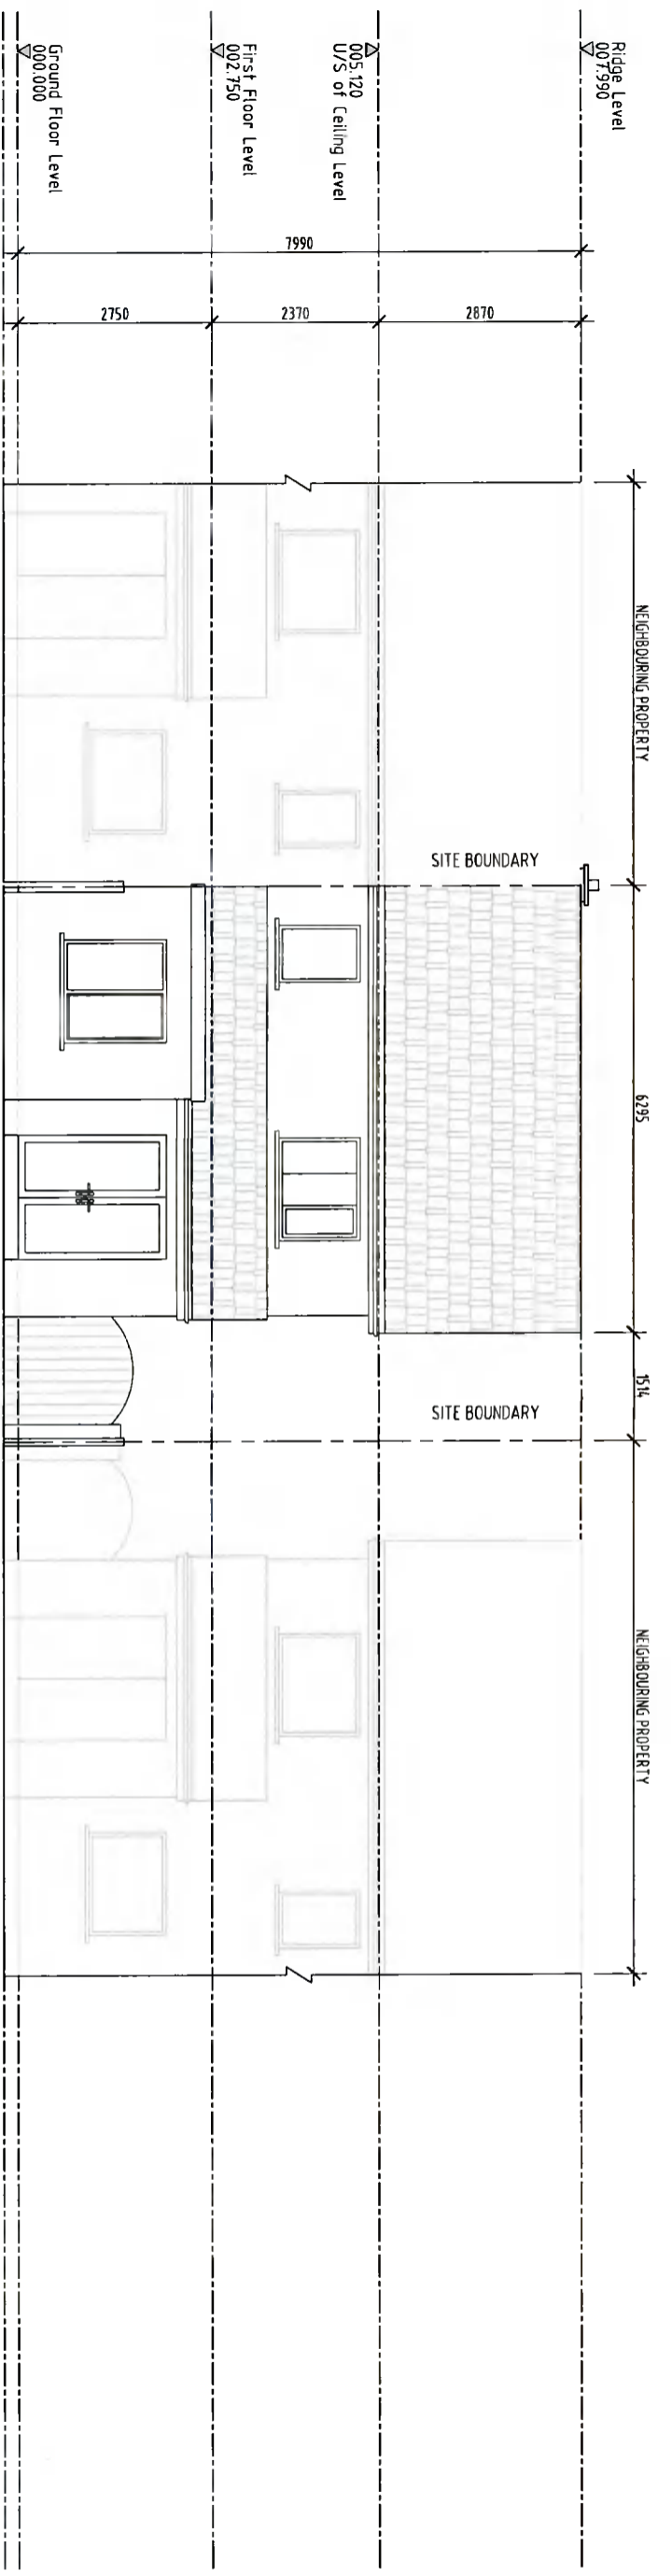 Ridge Level
007.990
005.120
U/S of Ceiling Level
First Floor Level
002.750
Ground Floor Level
000.000
7990
2750
2370
2870
NEIGHBOURING PROPERTY
6295
1514
NEIGHBOURING PROPERTY
SITE BOUNDARY
SITE BOUNDARY